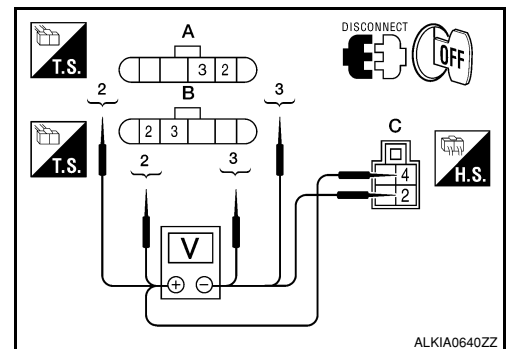 DISCONNECT
OFF
A
T.S.
3 2
2
3
B
2 3
T.S.
2
3
C
4
2
H.S.
V
+ −
ALKIA0640ZZ